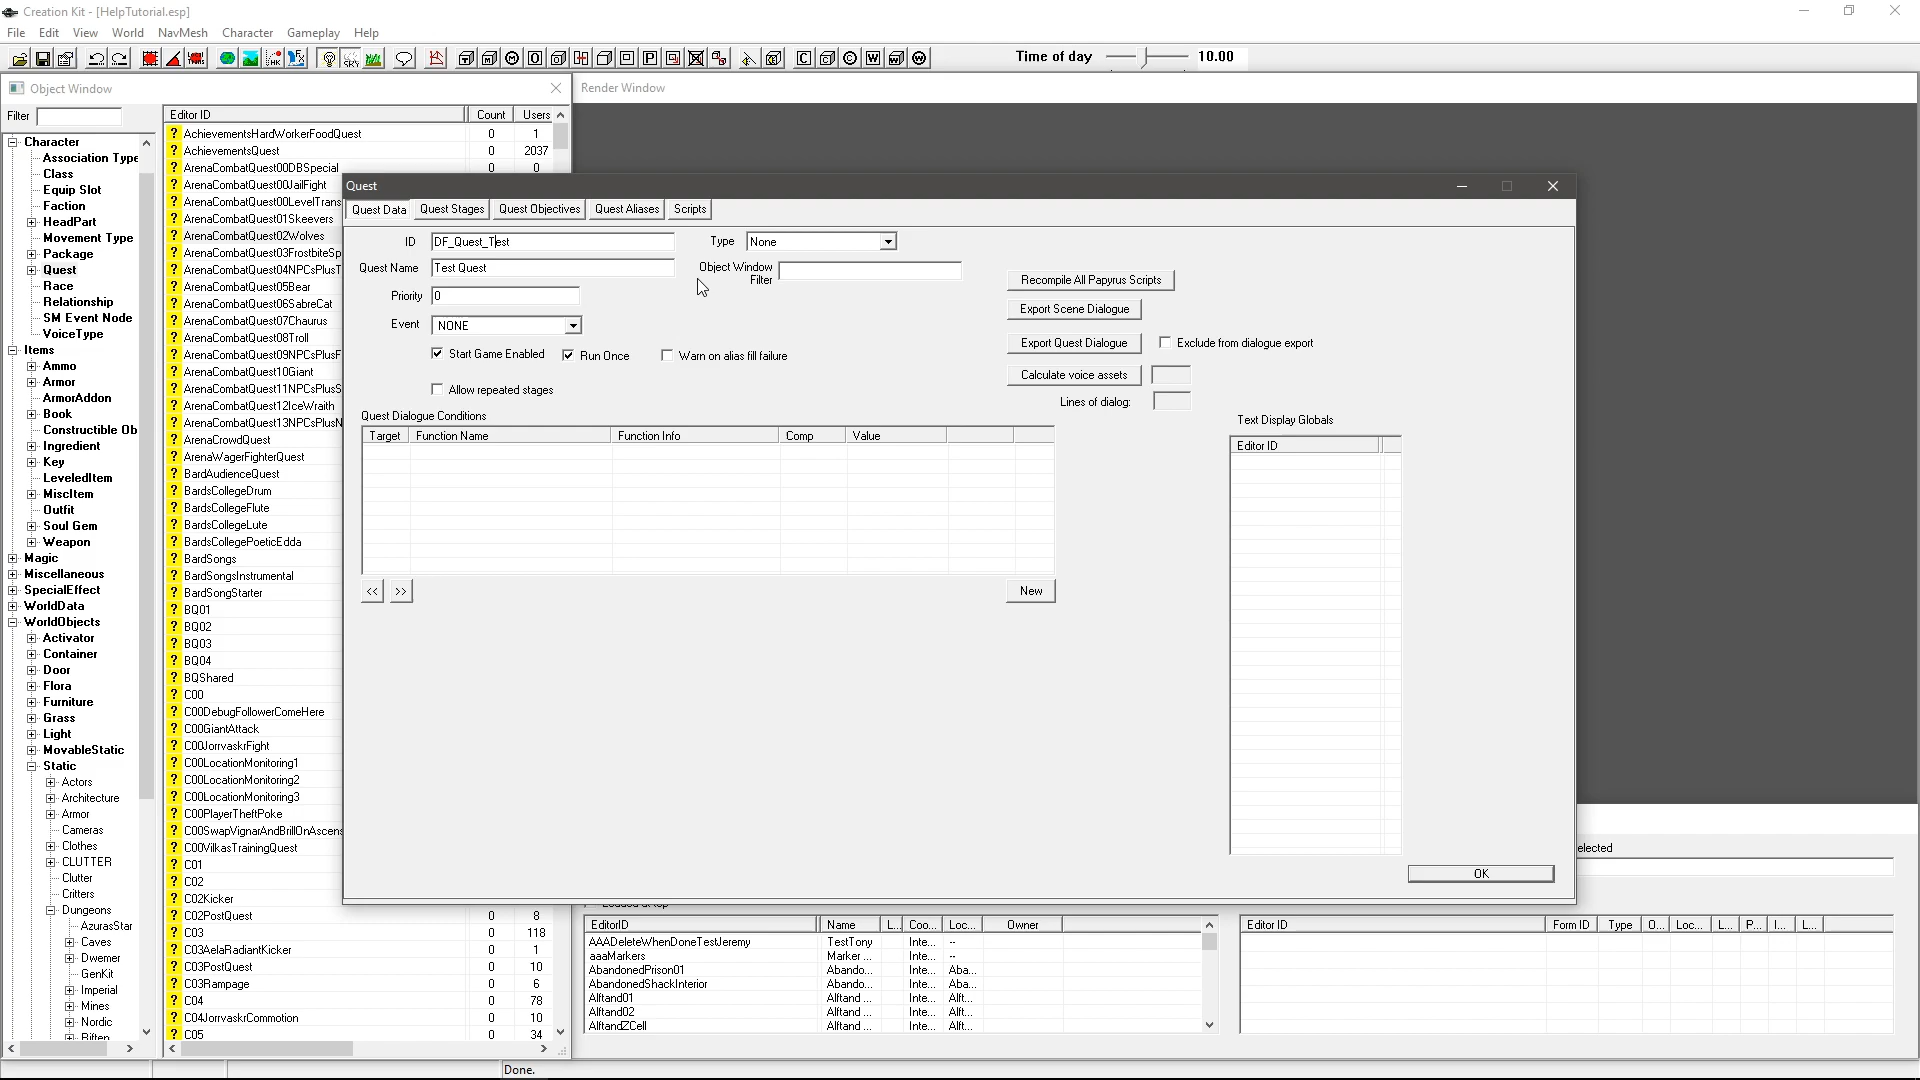 Creation Kit - [HelpTutorial.esp]
File Edit View World NavMesh Character Gameplay Help
Time of day 10.00
Object Window
Render Window
Filter
Character
Association Type
Class
Equip Slot
Faction
HeadPart
Movement Type
Package
Quest
Race
Relationship
SM Event Node
VoiceType
Items
Ammo
Armor
ArmorAddon
Book
Constructible Ob
Ingredient
Key
LeveledItem
MiscItem
Outfit
Soul Gem
Weapon
Magic
Miscellaneous
SpecialEffect
WorldData
WorldObjects
Activator
Container
Door
Flora
Furniture
Grass
Light
MovableStatic
Static
Actors
Architecture
Armor
Cameras
Clothes
CLUTTER
Clutter
Critters
Dungeons
AzurasStar
Caves
Dwemer
GenKit
Imperial
Mines
Nordic
Riften
Editor ID Count Users
AchievementsHardWorkerFoodQuest 0 1
AchievementsQuest 0 2037
ArenaCombatQuest00DBSpecial 0 0
ArenaCombatQuest00JailFight
ArenaCombatQuest00LevelTrans
ArenaCombatQuest01Skeevers
ArenaCombatQuest02Wolves
ArenaCombatQuest03FrostbiteSp
ArenaCombatQuest04NPCsPlusT
ArenaCombatQuest05Bear
ArenaCombatQuest06SabreCat
ArenaCombatQuest07Chaurus
ArenaCombatQuest08Troll
ArenaCombatQuest09NPCsPlusF
ArenaCombatQuest10Giant
ArenaCombatQuest11NPCsPlusS
ArenaCombatQuest12IceWraith
ArenaCombatQuest13NPCsPlusN
ArenaCrowdQuest
ArenaWagerFighterQuest
BardAudienceQuest
BardsCollegeDrum
BardsCollegeFlute
BardsCollegeLute
BardsCollegePoeticEdda
BardSongs
BardSongsInstrumental
BardSongStarter
BQ01
BQ02
BQ03
BQ04
BQShared
C00
C00DebugFollowerComeHere
C00GiantAttack
C00JorrvaskrFight
C00LocationMonitoring1
C00LocationMonitoring2
C00LocationMonitoring3
C00PlayerTheftPoke
C00SwapVignarAndBrillOnAscens
C00VilkasTrainingQuest
C01
C02
C02Kicker
C02PostQuest 0 8
C03 0 118
C03AelaRadiantKicker 0 1
C03PostQuest 0 10
C03Rampage 0 6
C04 0 78
C04JorrvaskrCommotion 0 10
C05 0 34
Quest
Quest Data Quest Stages Quest Objectives Quest Aliases Scripts
ID DF_Quest_Test Type None
Quest Name Test Quest Object Window Filter
Priority 0
Event NONE
Start Game Enabled Run Once Warn on alias fill failure
Allow repeated stages
Recompile All Papyrus Scripts
Export Scene Dialogue
Export Quest Dialogue Exclude from dialogue export
Calculate voice assets
Lines of dialog:
Quest Dialogue Conditions
Target Function Name Function Info Comp Value
<< >> New
Text Display Globals
Editor ID
OK
elected
EditorID Name L... Coo... Loc... Owner
AAADeleteWhenDoneTestJeremy TestTony Inte... --
aaaMarkers Marker ... Inte... --
AbandonedPrison01 Abando... Inte... Aba...
AbandonedShackInterior Abando... Inte... Aba...
Alftand01 Alftand ... Inte... Alft...
Alftand02 Alftand ... Inte... Alft...
AlftandZCell Alftand ... Inte... Alft...
Editor ID Form ID Type O... Loc... L... P... I... L...
Done.